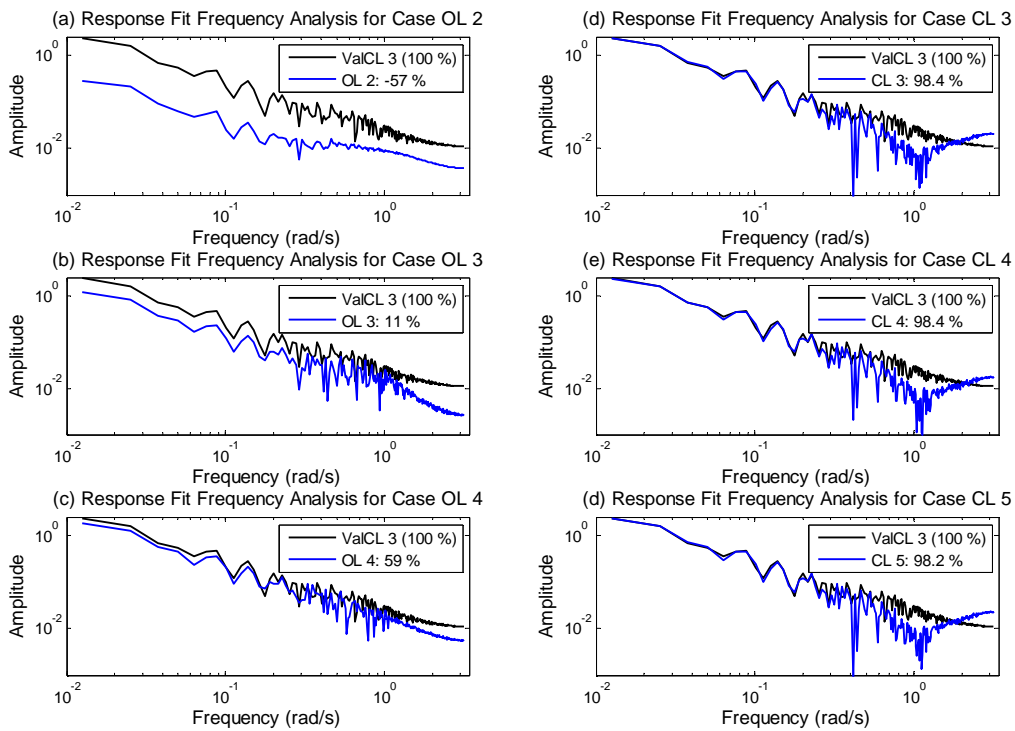 (a) Response Fit Frequency Analysis for Case OL 2
10^0
10^-2
Amplitude
ValCL 3 (100 %)
OL 2: -57 %
10^-2
10^-1
10^0
Frequency (rad/s)
(b) Response Fit Frequency Analysis for Case OL 3
10^0
10^-2
Amplitude
ValCL 3 (100 %)
OL 3: 11 %
10^-2
10^-1
10^0
Frequency (rad/s)
(c) Response Fit Frequency Analysis for Case OL 4
10^0
10^-2
Amplitude
ValCL 3 (100 %)
OL 4: 59 %
10^-2
10^-1
10^0
Frequency (rad/s)
(d) Response Fit Frequency Analysis for Case CL 3
10^0
10^-2
Amplitude
ValCL 3 (100 %)
CL 3: 98.4 %
10^-2
10^-1
10^0
Frequency (rad/s)
(e) Response Fit Frequency Analysis for Case CL 4
10^0
10^-2
Amplitude
ValCL 3 (100 %)
CL 4: 98.4 %
10^-2
10^-1
10^0
Frequency (rad/s)
(d) Response Fit Frequency Analysis for Case CL 5
10^0
10^-2
Amplitude
ValCL 3 (100 %)
CL 5: 98.2 %
10^-2
10^-1
10^0
Frequency (rad/s)